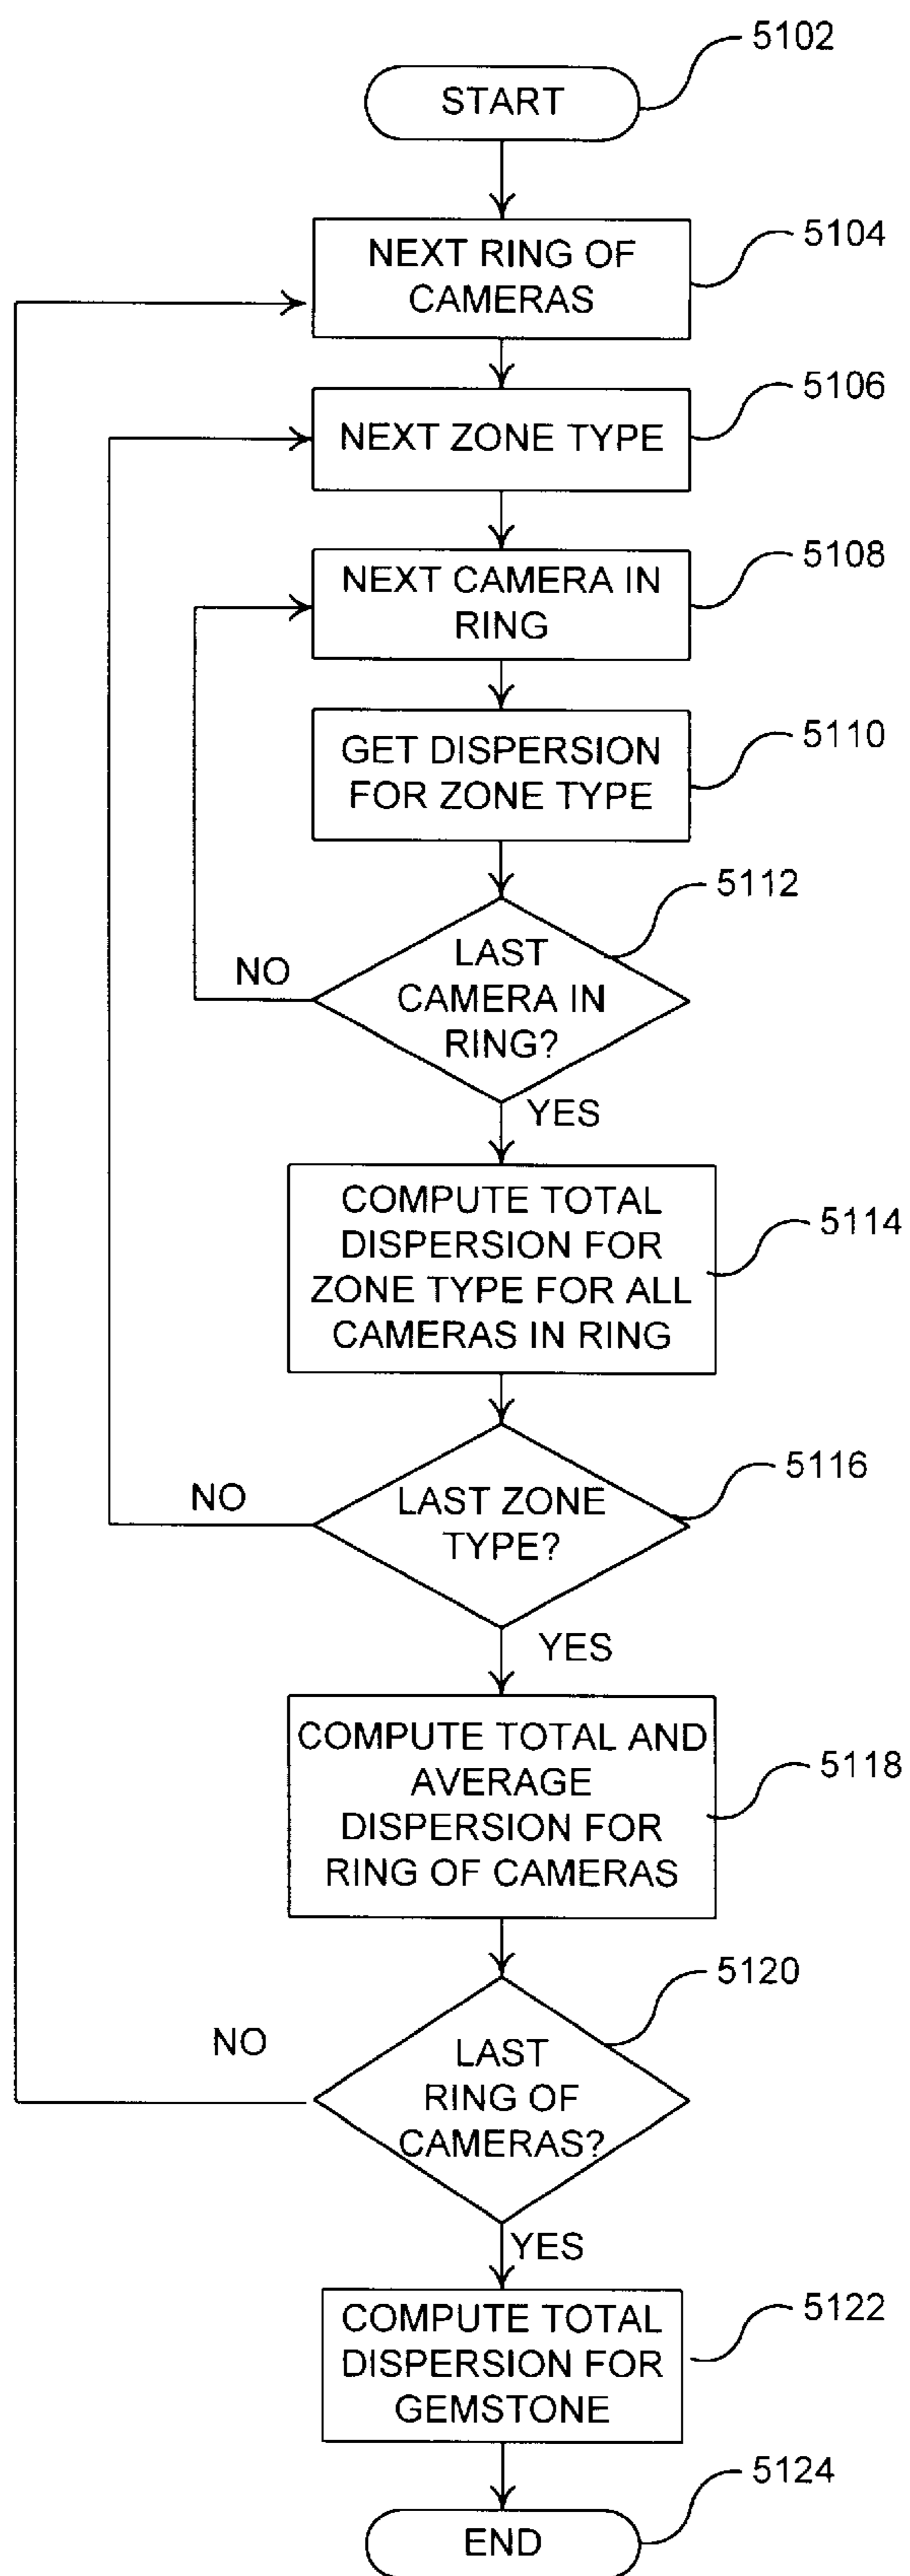 5102
START
5104
NEXT RING OF
CAMERAS
5106
NEXT ZONE TYPE
5108
NEXT CAMERA IN
RING
5110
GET DISPERSION
FOR ZONE TYPE
5112
LAST
CAMERA IN
RING?
NO
YES
5114
COMPUTE TOTAL
DISPERSION FOR
ZONE TYPE FOR ALL
CAMERAS IN RING
5116
LAST ZONE
TYPE?
NO
YES
5118
COMPUTE TOTAL AND
AVERAGE
DISPERSION FOR
RING OF CAMERAS
5120
LAST
RING OF
CAMERAS?
NO
YES
5122
COMPUTE TOTAL
DISPERSION FOR
GEMSTONE
5124
END